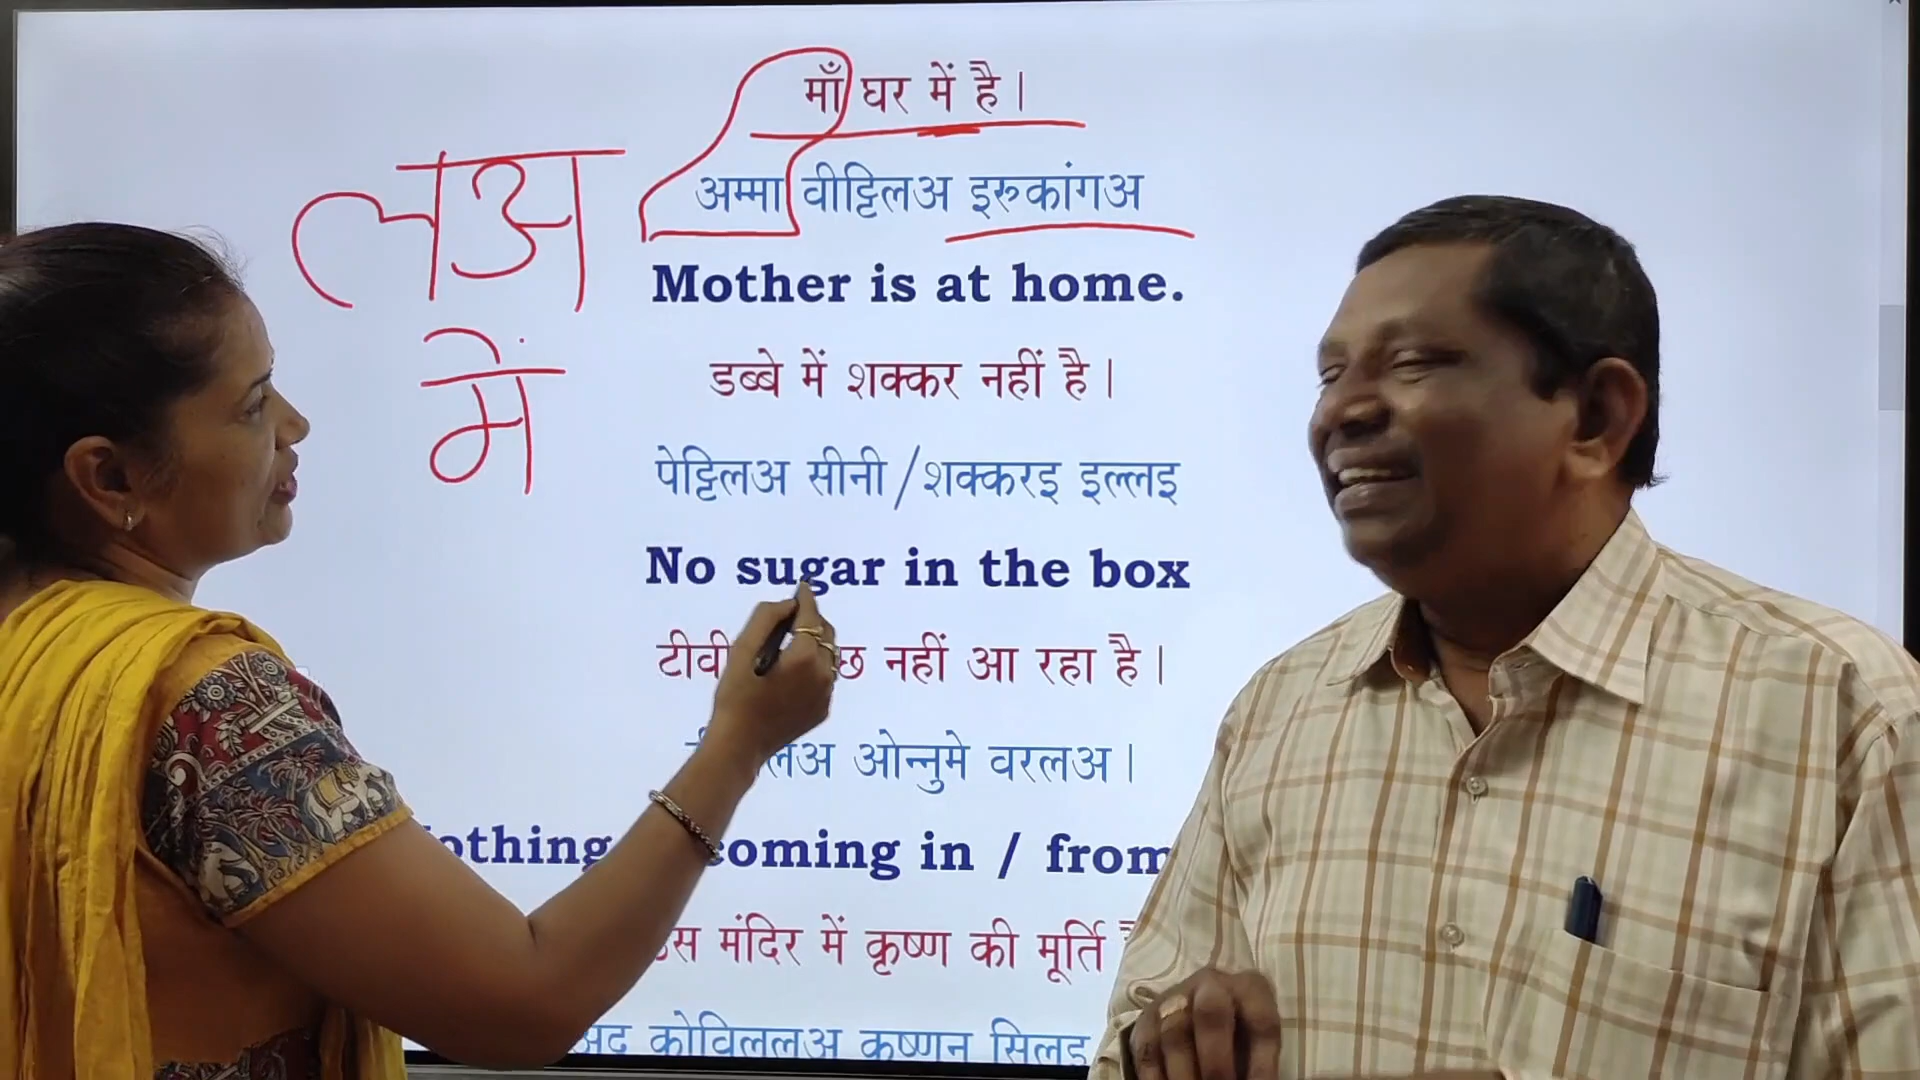 माँ घर में है।
लअ
अम्मा वीट्टिलअ इरुकांगअ
Mother is at home.
में
डब्बे में शक्कर नहीं है।
पेट्टिलअ सीनी/शक्करइ इल्लइ
No sugar in the box
टीवी नहीं आ रहा है।
ओन्नुमे वरलअ।
coming in / from
मंदिर में कृष्ण की मूर्ति
कोविललअ कृष्णन सिलइ